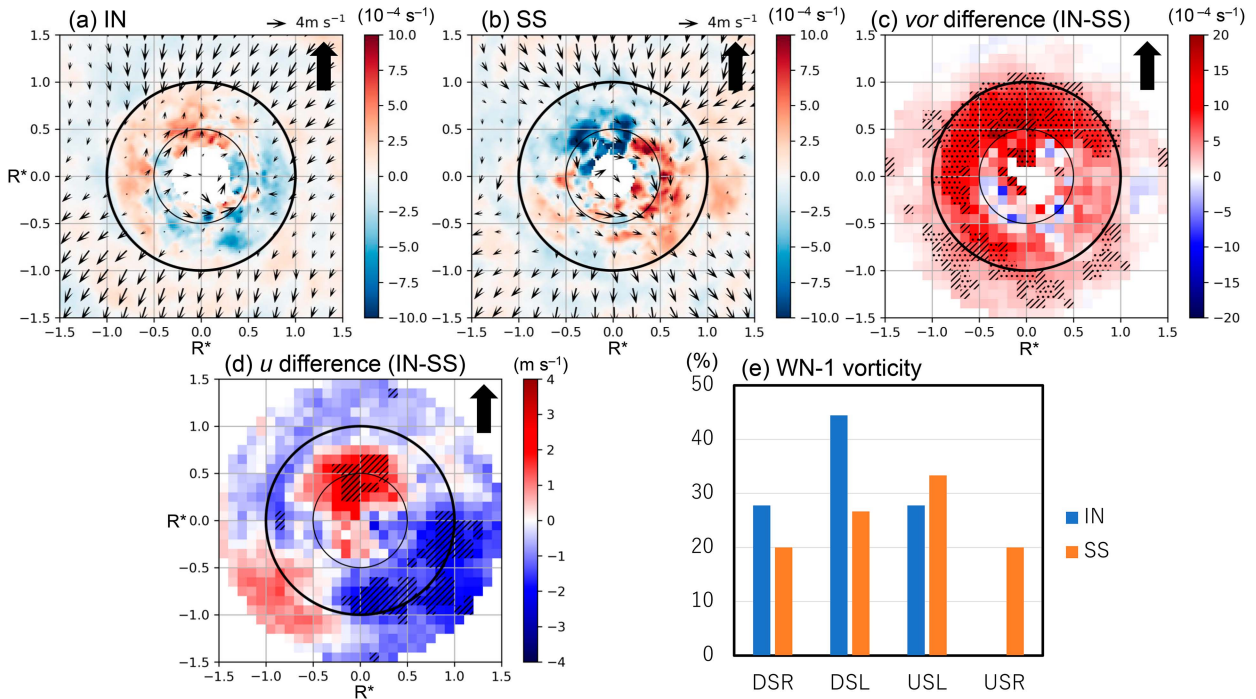 (a) IN
4m s⁻¹
(10⁻⁴ s⁻¹)
1.5
1.0
0.5
0.0
−0.5
−1.0
−1.5
R*
−1.5 −1.0 −0.5 0.0 0.5 1.0 1.5
R*
10.0
7.5
5.0
2.5
0.0
−2.5
−5.0
−7.5
−10.0
(b) SS
4m s⁻¹
(10⁻⁴ s⁻¹)
1.5
1.0
0.5
0.0
−0.5
−1.0
−1.5
−1.5 −1.0 −0.5 0.0 0.5 1.0 1.5
R*
10.0
7.5
5.0
2.5
0.0
−2.5
−5.0
−7.5
−10.0
(c) vor difference (IN-SS)
(10⁻⁴ s⁻¹)
1.5
1.0
0.5
0.0
−0.5
−1.0
−1.5
−1.5 −1.0 −0.5 0.0 0.5 1.0 1.5
R*
20
15
10
5
0
−5
−10
−15
−20
(d) u difference (IN-SS)
(m s⁻¹)
1.5
1.0
0.5
0.0
−0.5
−1.0
−1.5
R*
−1.5 −1.0 −0.5 0.0 0.5 1.0 1.5
R*
4
3
2
1
0
−1
−2
−3
−4
(%)
(e) WN-1 vorticity
50
40
30
20
10
0
DSR DSL USL USR
IN
SS